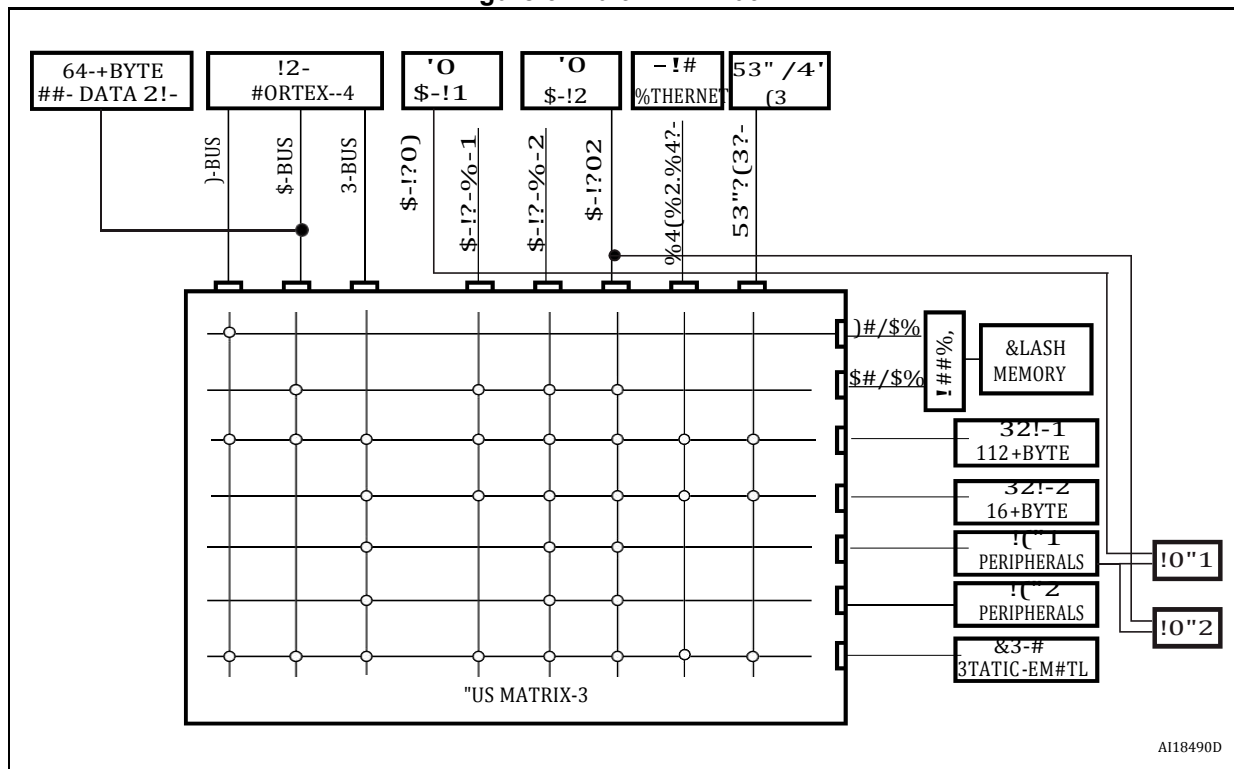 64-+BYTE
##- DATA 2!-
!2-
#ORTEX--4
'O
$-!1
'O
$-!2
–!#
%THERNET
53" /4'
(3
)-BUS
$-BUS
3-BUS
$-!?0)
$-!?-%-1
$-!?-%-2
$-!?02
%4(%2.%4?-
53"?(3?-
)#/$%
$#/$%
!##%,
&LASH
MEMORY
32!-1
112+BYTE
32!-2
16+BYTE
!("1
PERIPHERALS
!("2
PERIPHERALS
&3-#
3TATIC-EM#TL
!0"1
!0"2
"US MATRIX-3
AI18490D